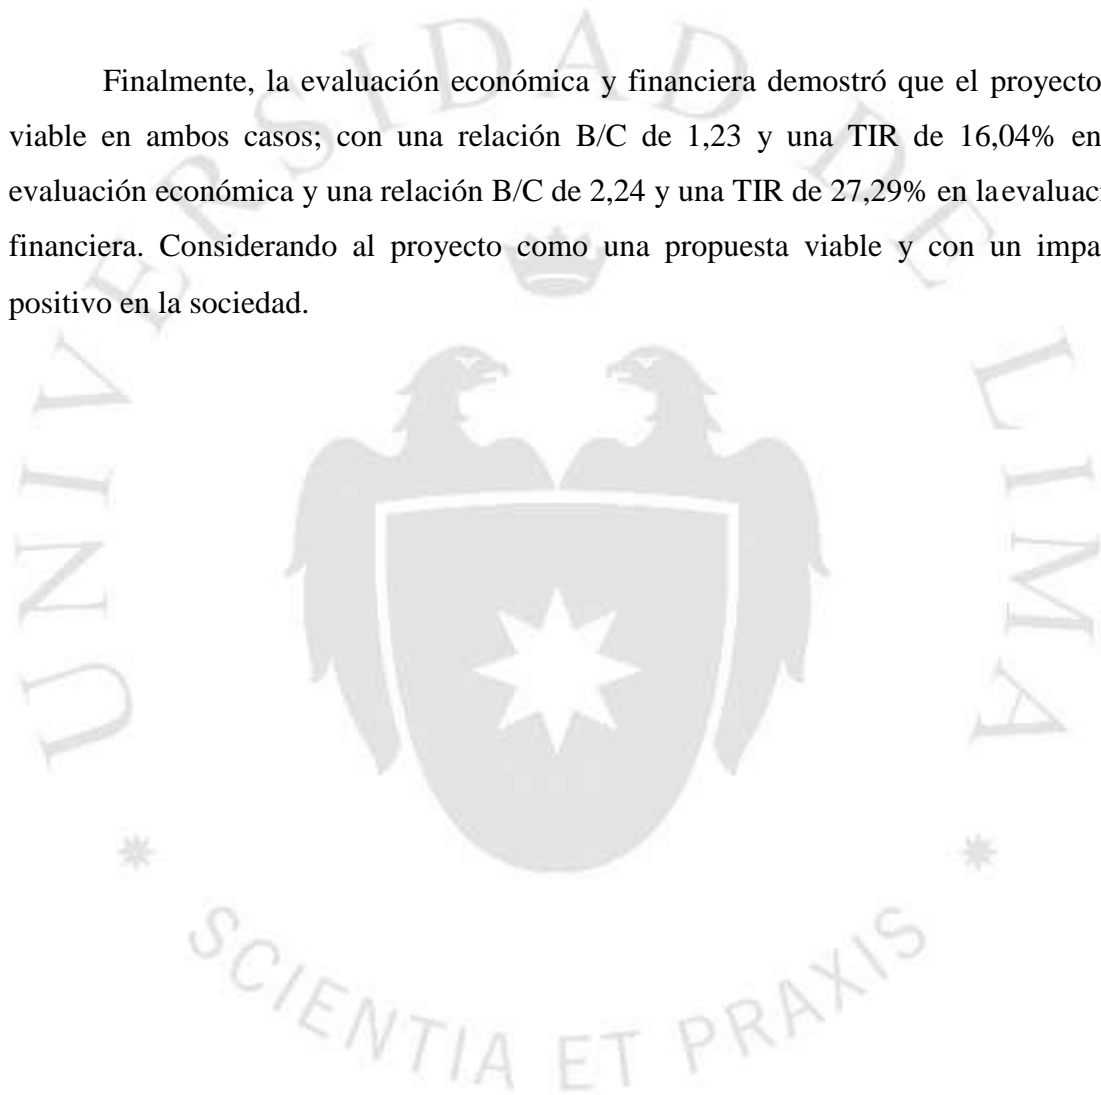 Finalmente, la evaluación económica y financiera demostró que el proyecto
viable en ambos casos; con una relación B/C de 1,23 y una TIR de 16,04% en
evaluación económica y una relación B/C de 2,24 y una TIR de 27,29% en la evaluaci
financiera. Considerando al proyecto como una propuesta viable y con un impa
positivo en la sociedad.
UNIVERSIDAD DE LIMA
SCIENTIA ET PRAXIS